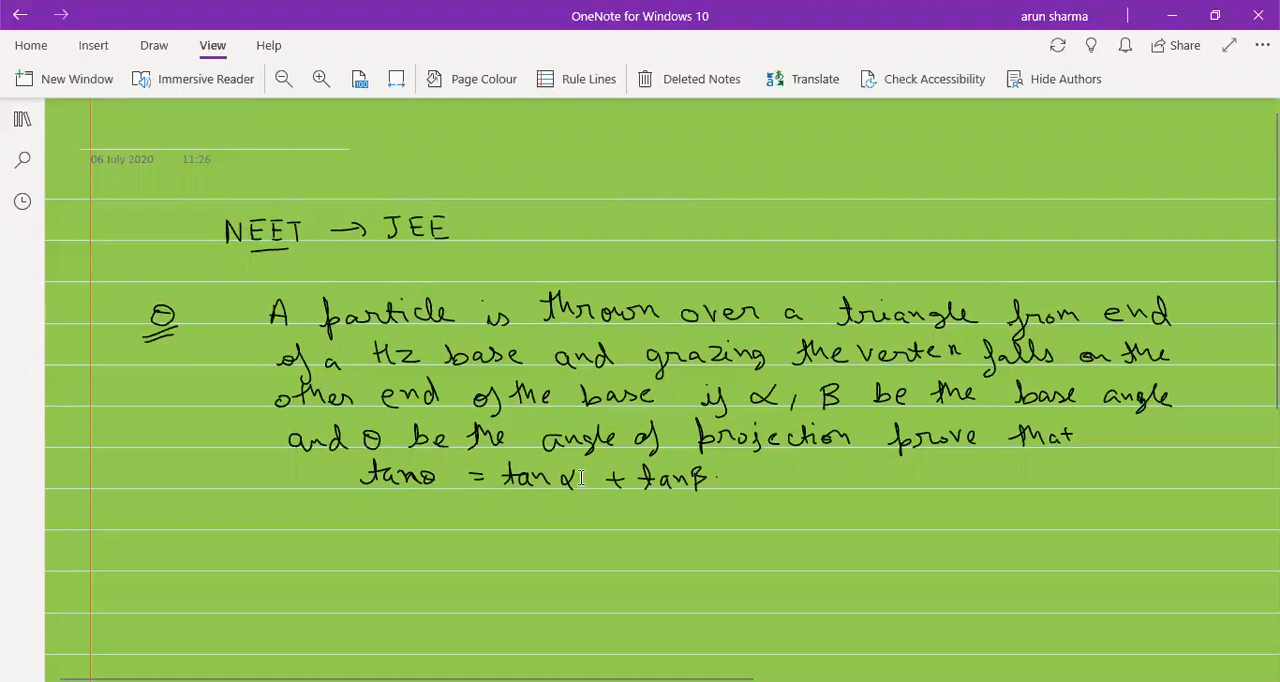 OneNote for Windows 10
arun sharma
Home Insert Draw View Help
Share
New Window Immersive Reader Page Colour Rule Lines Deleted Notes Translate Check Accessibility Hide Authors
06 July 2020 11:26
NEET → JEE
Q A particle is thrown over a triangle from end
of a Hz base and grazing the vertex falls on the
other end of the base if α, β be the base angle
and θ be the angle of projection prove that
tanθ = tan α + tanβ.